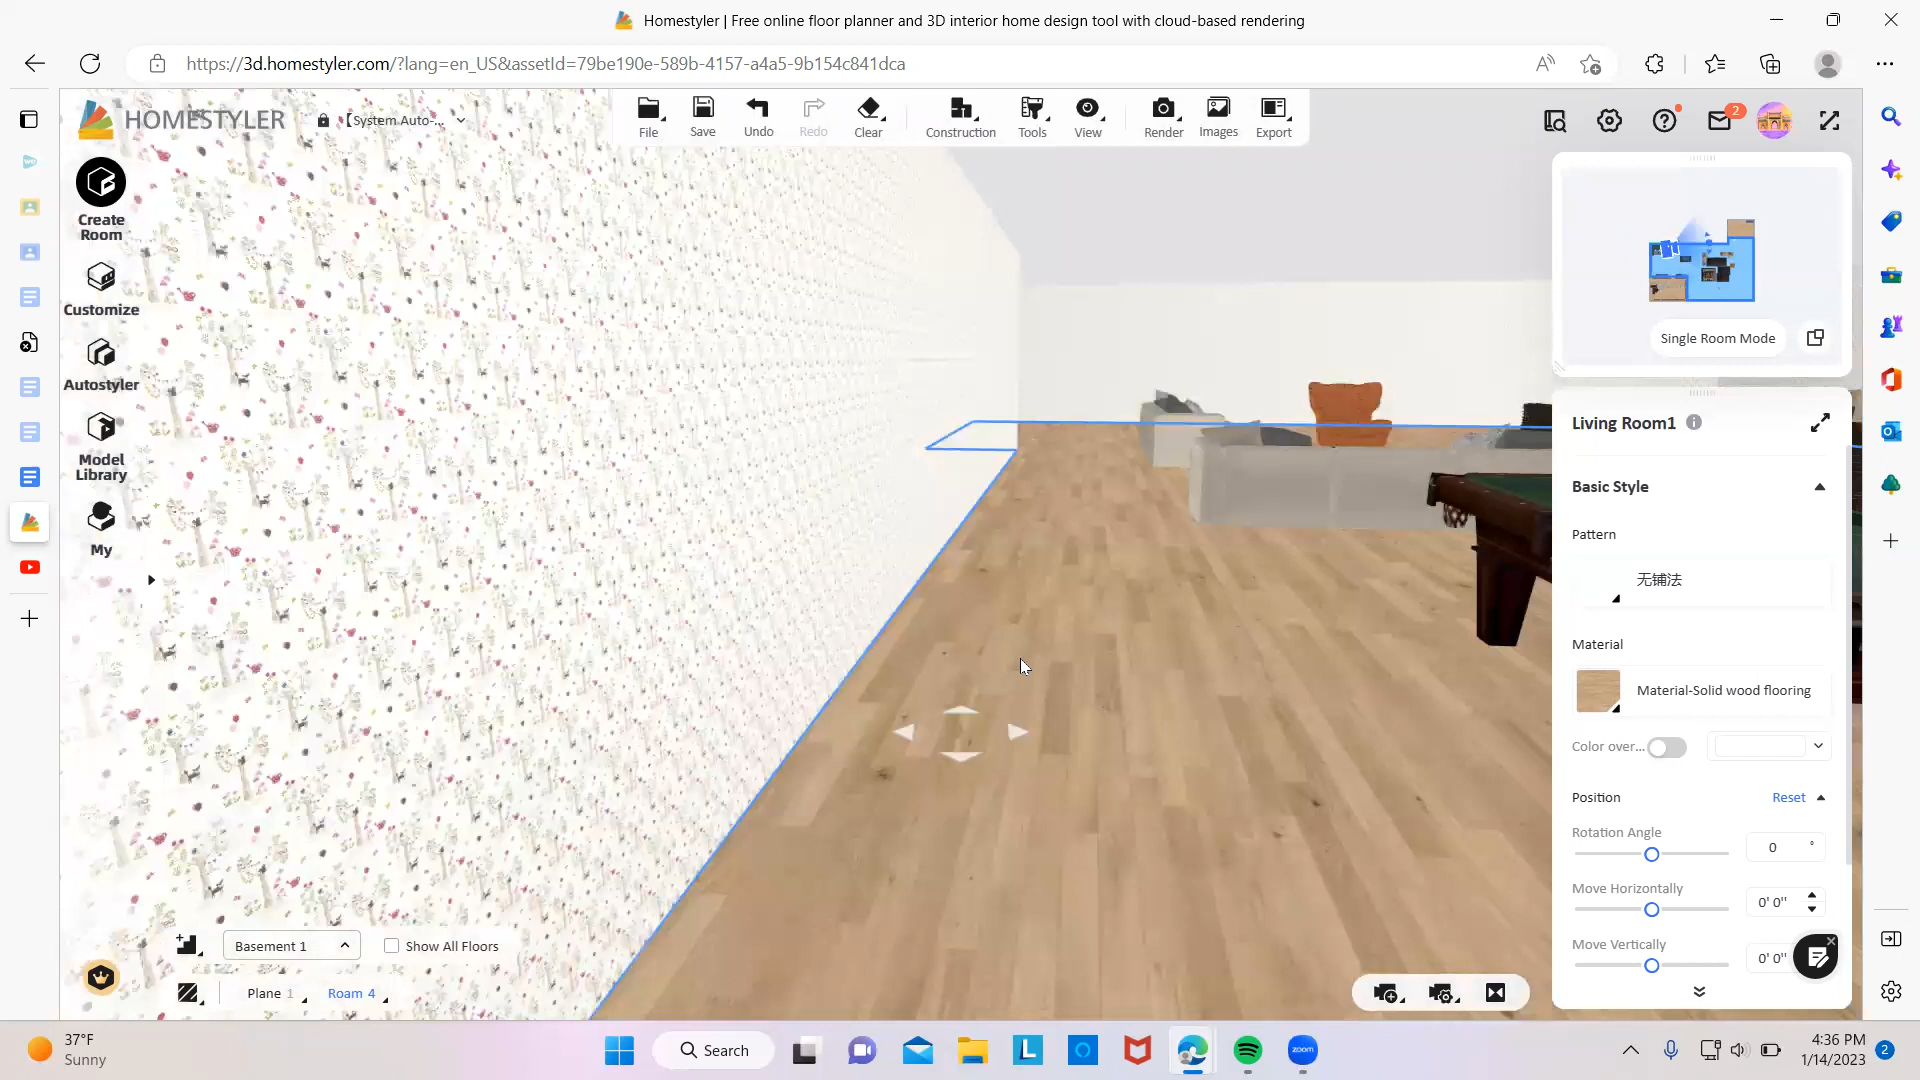 Homestyler | Free online floor planner and 3D interior home design tool with cloud-based rendering
https://3d.homestyler.com/?lang=en_US&assetId=79be190e-589b-4157-a4a5-9b154c841dca
HOMESTYLER
【System Auto-...
File
Save
Undo
Redo
Clear
Construction
Tools
View
Render
Images
Export
2
Create
Room
Customize
Autostyler
Model
Library
My
Single Room Mode
Living Room1
Basic Style
Pattern
无铺法
Material
Material-Solid wood flooring
Color over...
Position
Reset
Rotation Angle
0 °
Move Horizontally
0' 0"
Move Vertically
0' 0"
Basement 1
Show All Floors
Plane 1
Roam 4
37°F
Sunny
Search
L
zoom
4:36 PM
1/14/2023
2